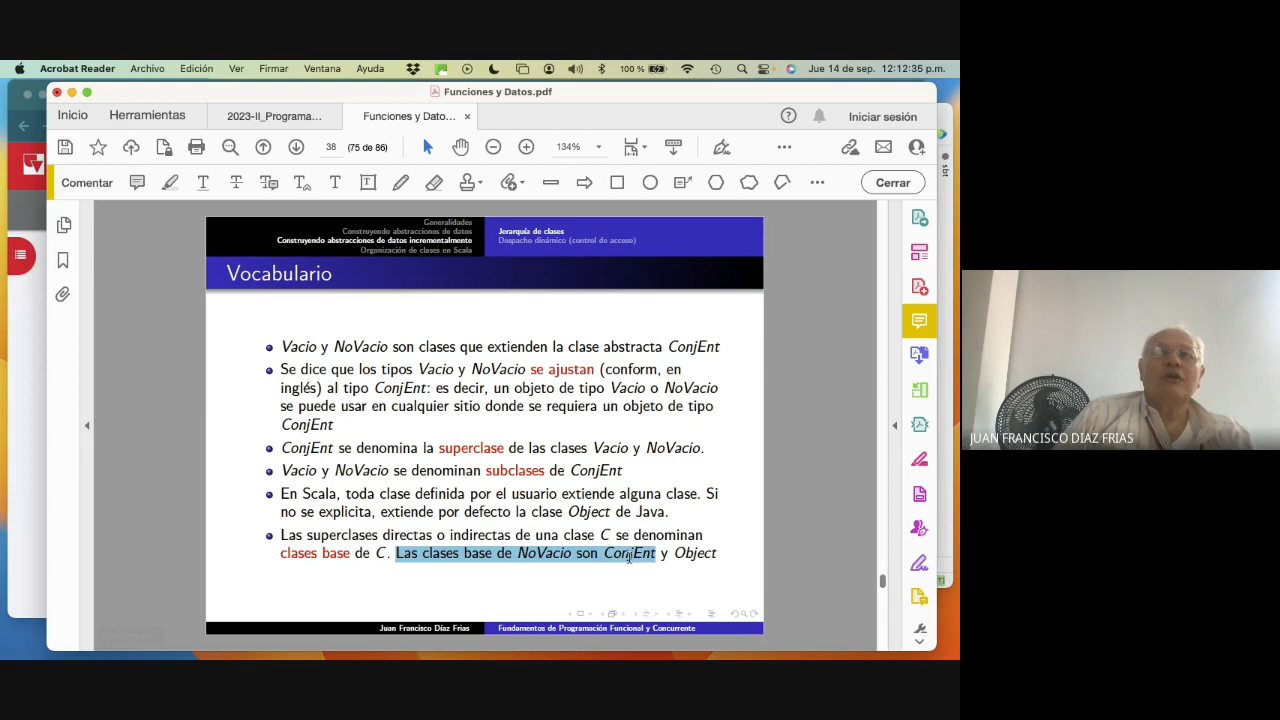 Acrobat Reader Archivo Edición Ver Firmar Ventana Ayuda 100 % Jue 14 de sep. 12:12:35 p.m.
Funciones y Datos.pdf
Inicio Herramientas 2023-II_Programa... Funciones y Dato... × Iniciar sesión
38 (75 de 86) 134%
Comentar Cerrar
sbt
Generalidades
Construyendo abstracciones de datos
Construyendo abstracciones de datos incrementalmente
Organización de clases en Scala
Jerarquía de clases
Despacho dinámico (control de acceso)
Vocabulario
Vacio y NoVacio son clases que extienden la clase abstracta ConjEnt
Se dice que los tipos Vacio y NoVacio se ajustan (conform, en
inglés) al tipo ConjEnt: es decir, un objeto de tipo Vacio o NoVacio
se puede usar en cualquier sitio donde se requiera un objeto de tipo
ConjEnt
ConjEnt se denomina la superclase de las clases Vacio y NoVacio.
Vacio y NoVacio se denominan subclases de ConjEnt
En Scala, toda clase definida por el usuario extiende alguna clase. Si
no se explicita, extiende por defecto la clase Object de Java.
Las superclases directas o indirectas de una clase C se denominan
clases base de C. Las clases base de NoVacio son ConjEnt y Object
Juan Francisco Díaz Frias Fundamentos de Programación Funcional y Concurrente
JUAN FRANCISCO DIAZ FRIAS